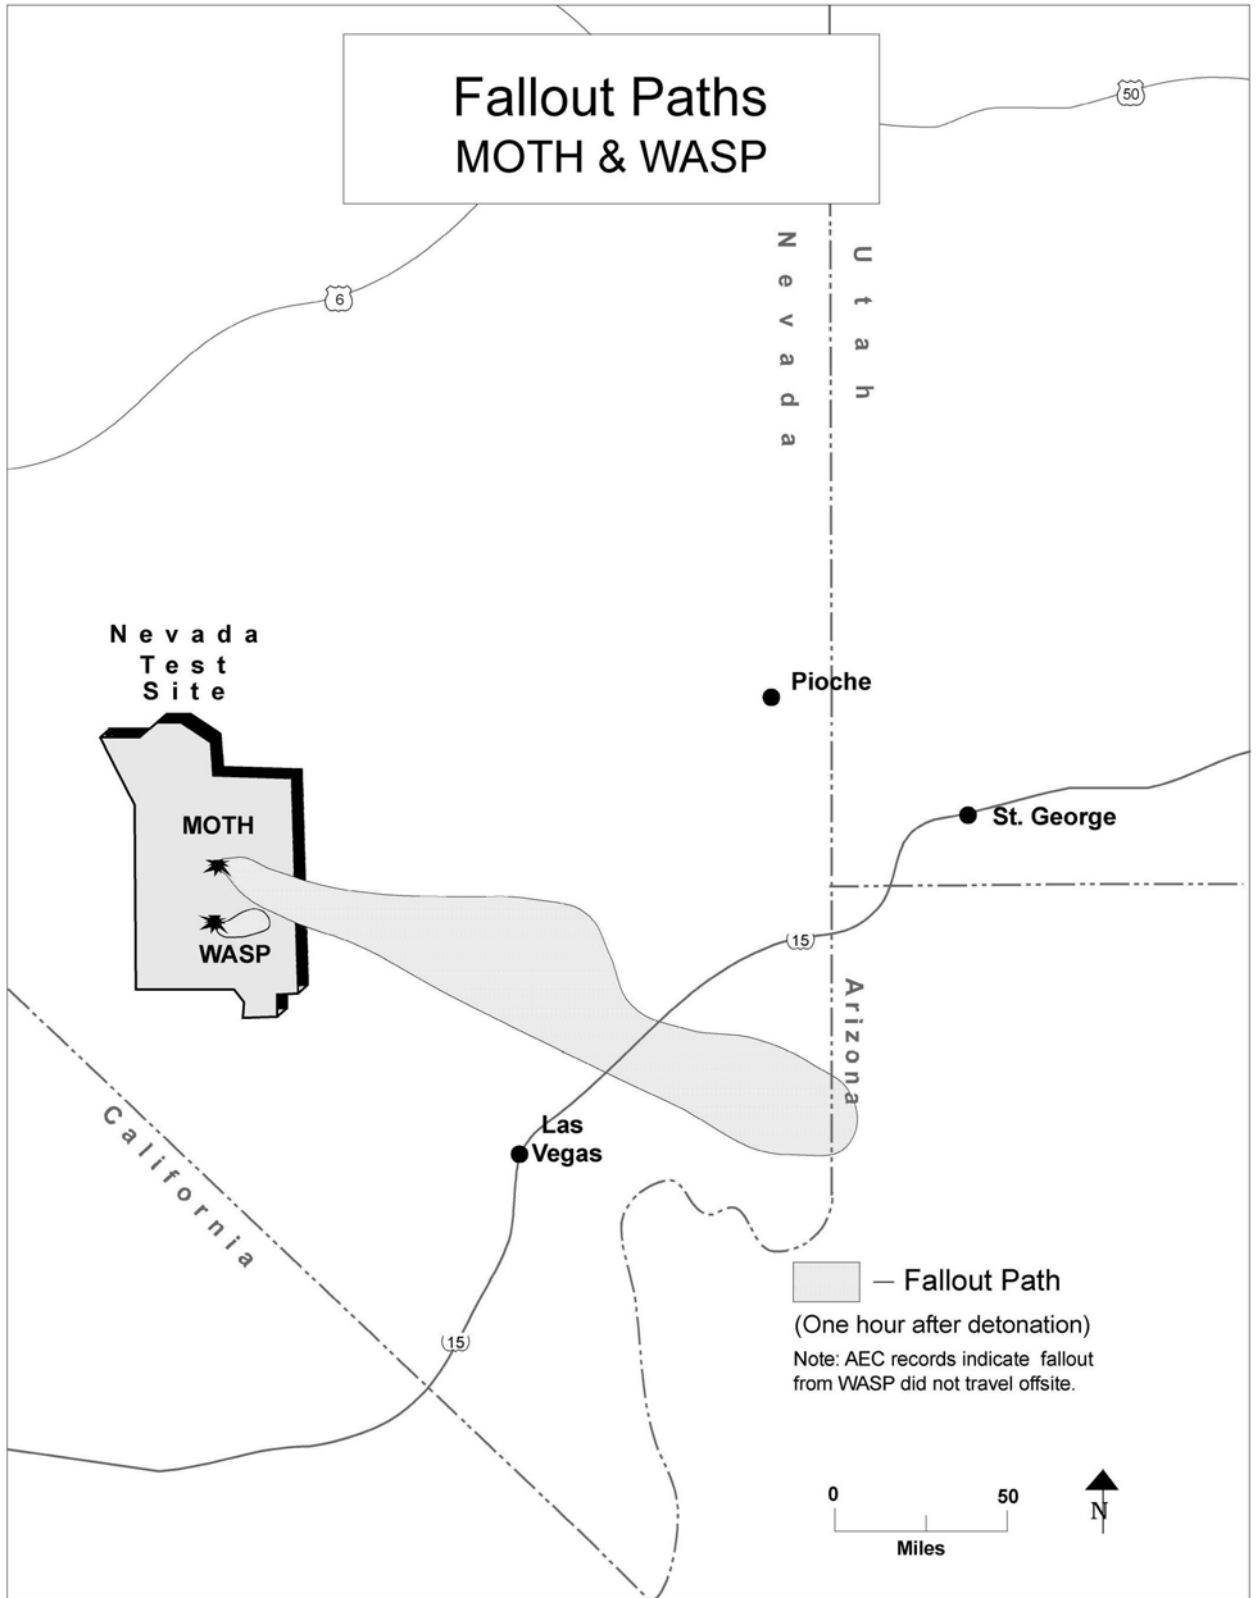 Fallout Paths
MOTH & WASP
50
6
Nevada
Utah
Nevada
Test
Site
Pioche
MOTH
St. George
WASP
15
Arizona
California
Las
Vegas
— Fallout Path
(One hour after detonation)
15
Note: AEC records indicate fallout
from WASP did not travel offsite.
0 50
N
Miles